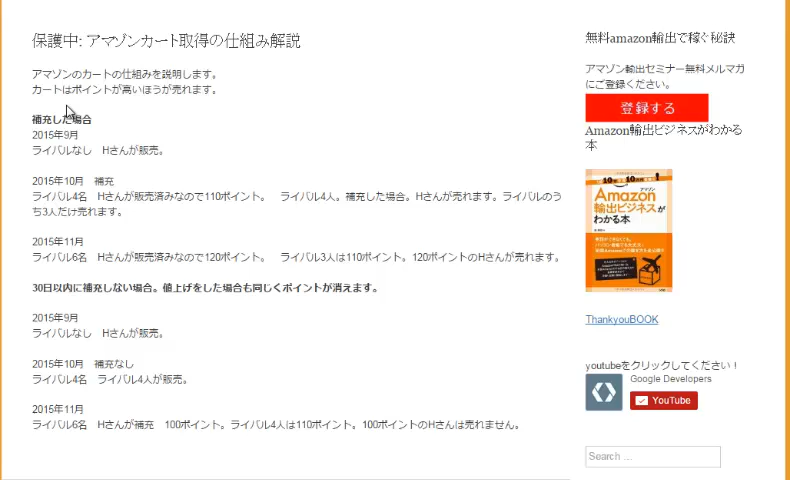 保護中: アマゾンカート取得の仕組み解説
アマゾンのカートの仕組みを説明します。
カートはポイントが高いほうが売れます。
補充した場合
2015年9月
ライバルなし　Hさんが販売。
2015年10月　補充
ライバル4名　Hさんが販売済みなので110ポイント。　ライバル4人。補充した場合。Hさんが売れます。ライバルのう
ち3人だけ売れます。
2015年11月
ライバル6名　Hさんが販売済みなので120ポイント。　ライバル3人は110ポイント。120ポイントのHさんが売れます。
30日以内に補充しない場合。値上げをした場合も同じくポイントが消えます。
2015年9月
ライバルなし　Hさんが販売。
2015年10月　補充なし
ライバル4名　ライバル4人が販売。
2015年11月
ライバル6名　Hさんが補充　100ポイント。ライバル4人は110ポイント。100ポイントのHさんは売れません。
無料amazon輸出で稼ぐ秘訣
アマゾン輸出セミナー無料メルマガ
にご登録ください。
登録する
Amazon輸出ビジネスがわかる
本
アマゾン
Amazon
輸出ビジネスが
わかる本
ThankyouBOOK
youtubeをクリックしてください！
Google Developers
YouTube
Search …